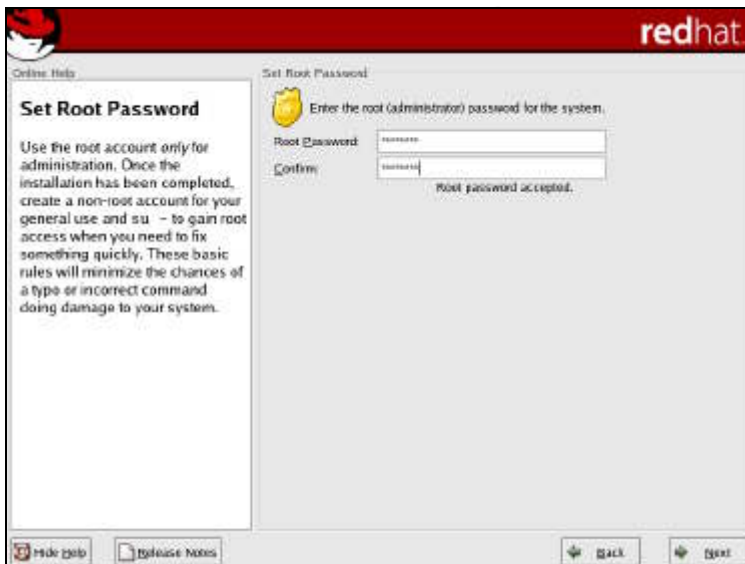 redhat
Online Help
Set Root Password
Use the root account only for
administration. Once the
installation has been completed,
create a non-root account for your
general use and su - to gain root
access when you need to fix
something quickly. These basic
rules will minimize the chances of
a typo or incorrect command
doing damage to your system.
Set Root Password
Enter the root (administrator) password for the system.
Root Password:
Confirm:
Root password accepted.
Hide Help
Release Notes
Back
Next